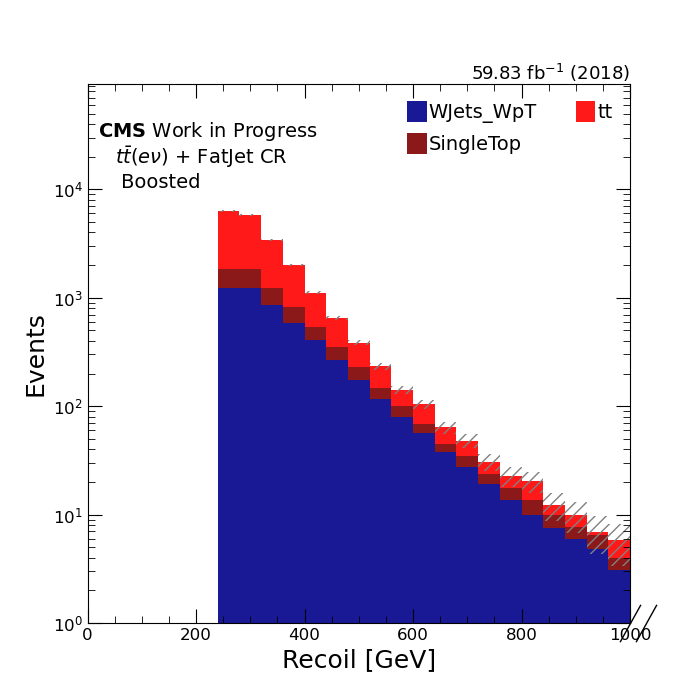 59.83 fb⁻¹ (2018)
WJets_WpT
tt
SingleTop
CMS Work in Progress
tt̄(eν) + FatJet CR
Boosted
10⁴
10³
10²
10¹
10⁰
Events
0 200 400 600 800 1000
Recoil [GeV]